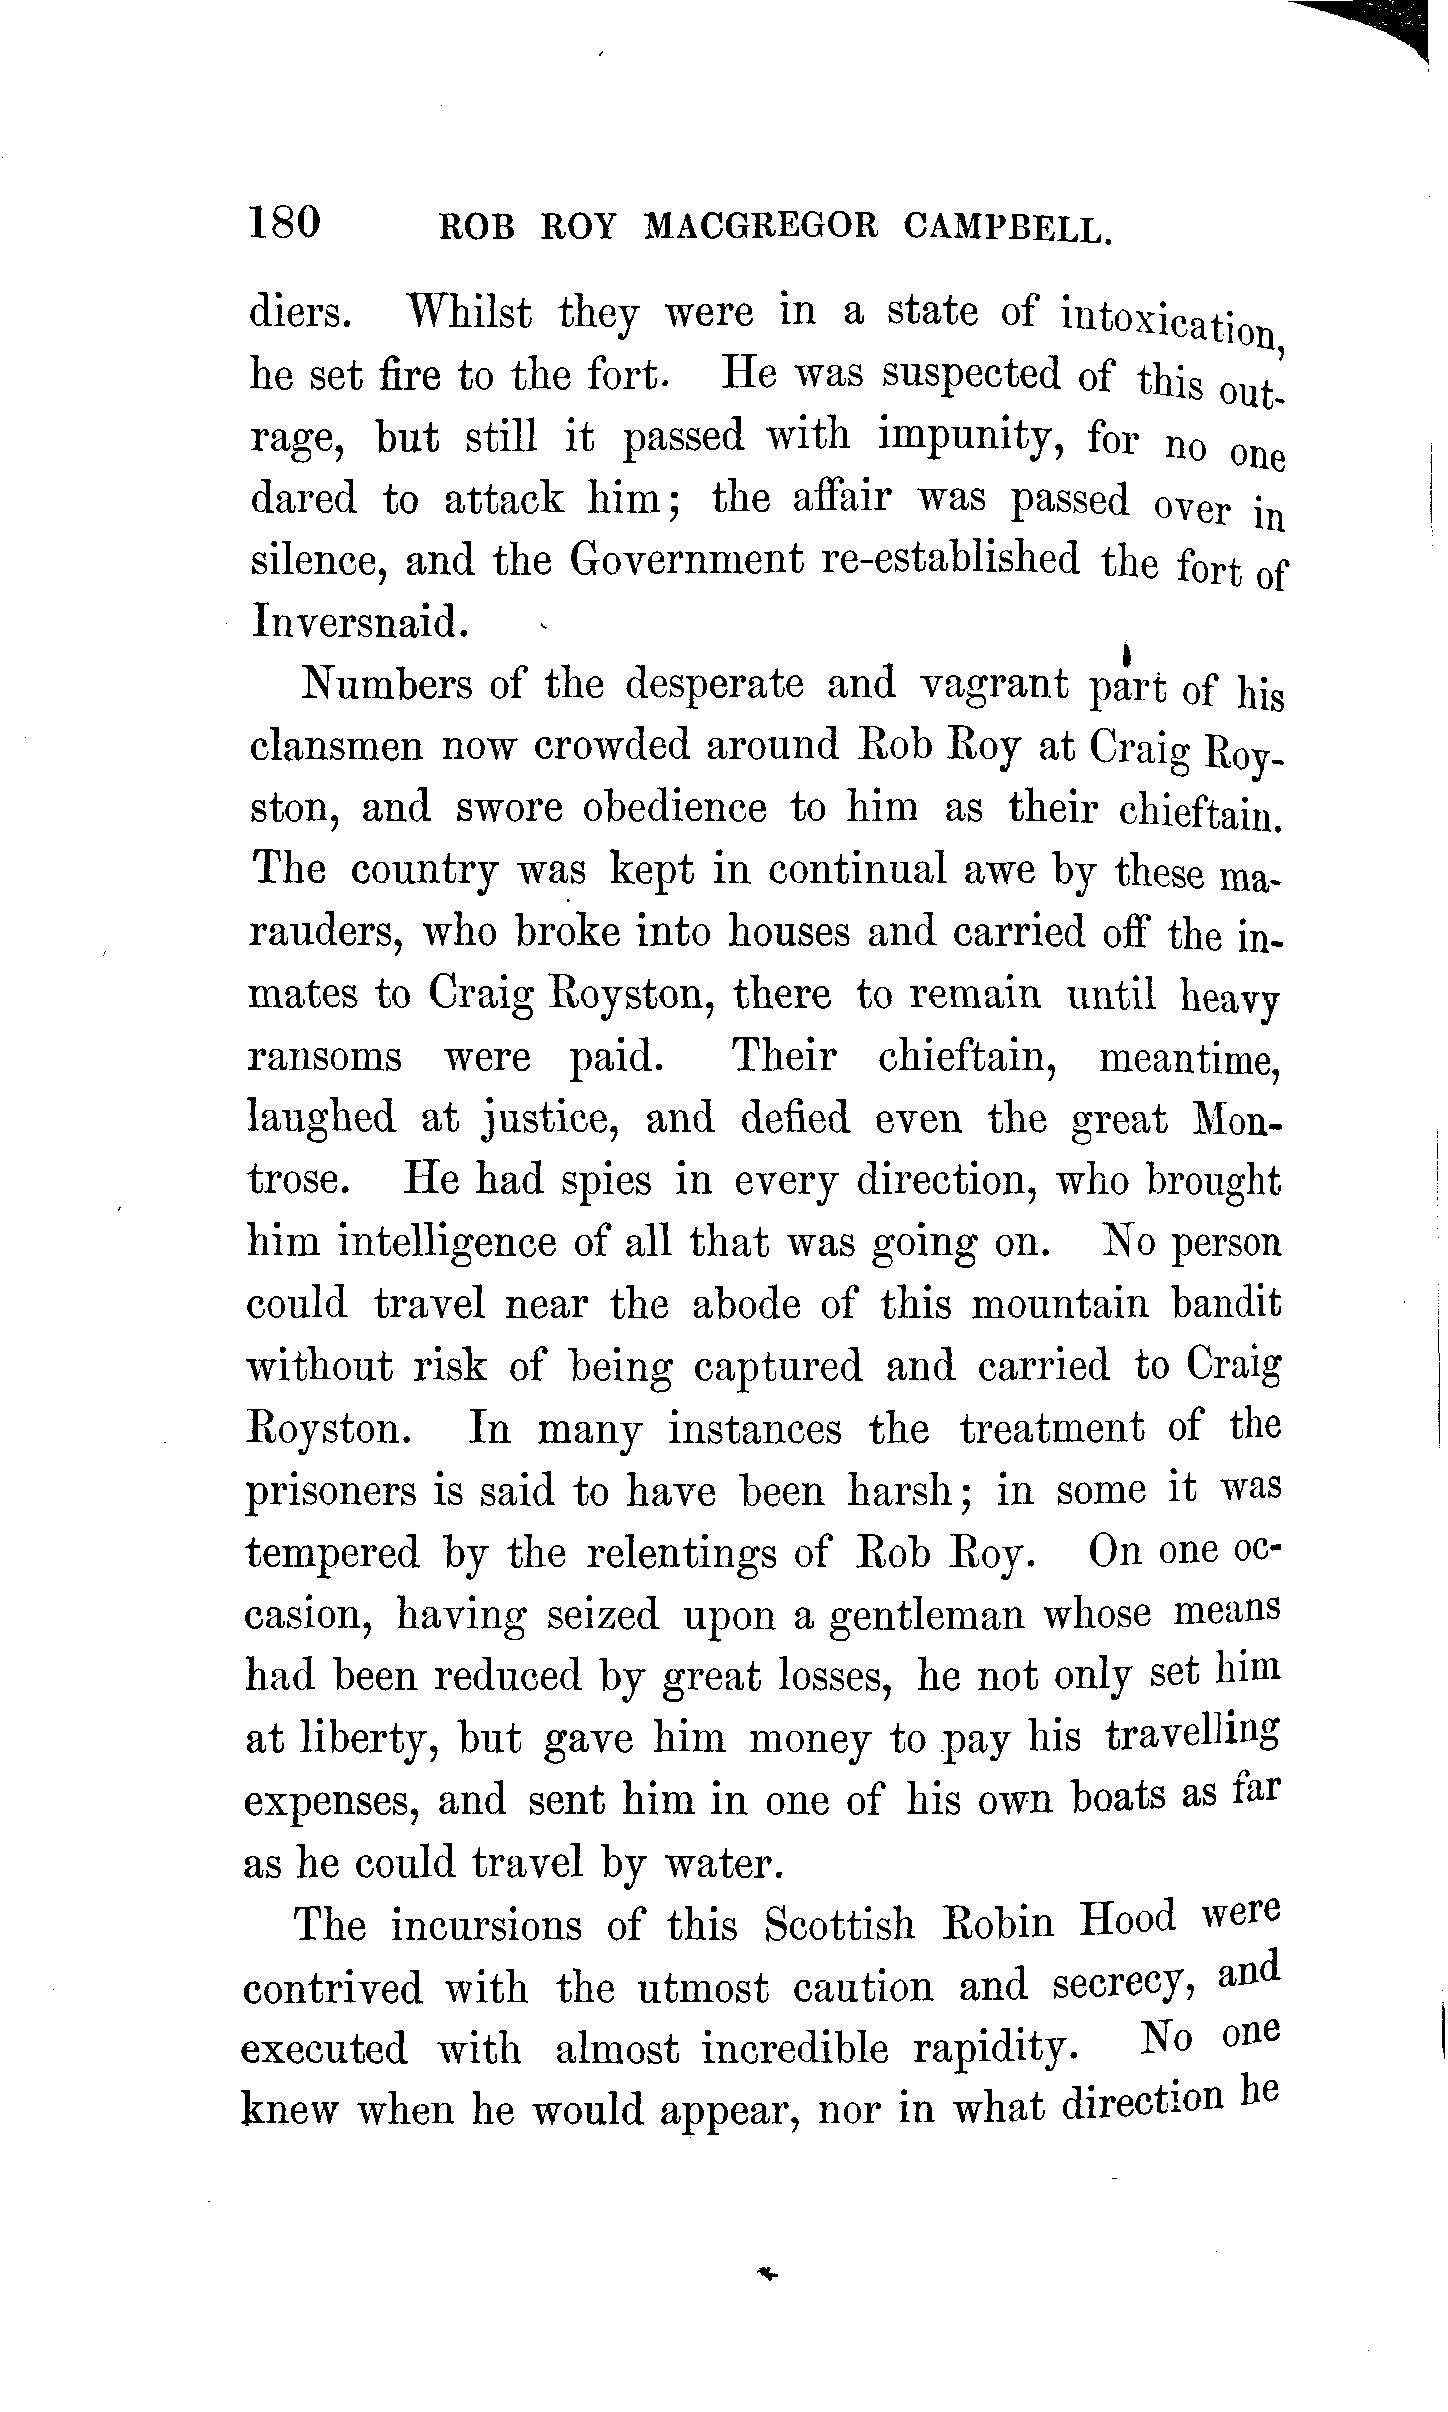 180 ROB ROY MACGREGOR CAMPBELL.
diers. Whilst they were in a state of intoxication,
he set fire to the fort. He was suspected of this out-
rage, but still it passed with impunity, for no one
dared to attack him; the affair was passed over in
silence, and the Government re-established the fort of
Inversnaid.
Numbers of the desperate and vagrant part of his
clansmen now crowded around Rob Roy at Craig Roy-
ston, and swore obedience to him as their chieftain.
The country was kept in continual awe by these ma-
rauders, who broke into houses and carried off the in-
mates to Craig Royston, there to remain until heavy
ransoms were paid. Their chieftain, meantime,
laughed at justice, and defied even the great Mon-
trose. He had spies in every direction, who brought
him intelligence of all that was going on. No person
could travel near the abode of this mountain bandit
without risk of being captured and carried to Craig
Royston. In many instances the treatment of the
prisoners is said to have been harsh; in some it was
tempered by the relentings of Rob Roy. On one oc-
casion, having seized upon a gentleman whose means
had been reduced by great losses, he not only set him
at liberty, but gave him money to pay his travelling
expenses, and sent him in one of his own boats as far
as he could travel by water.
The incursions of this Scottish Robin Hood were
contrived with the utmost caution and secrecy, and
executed with almost incredible rapidity. No one
knew when he would appear, nor in what direction he